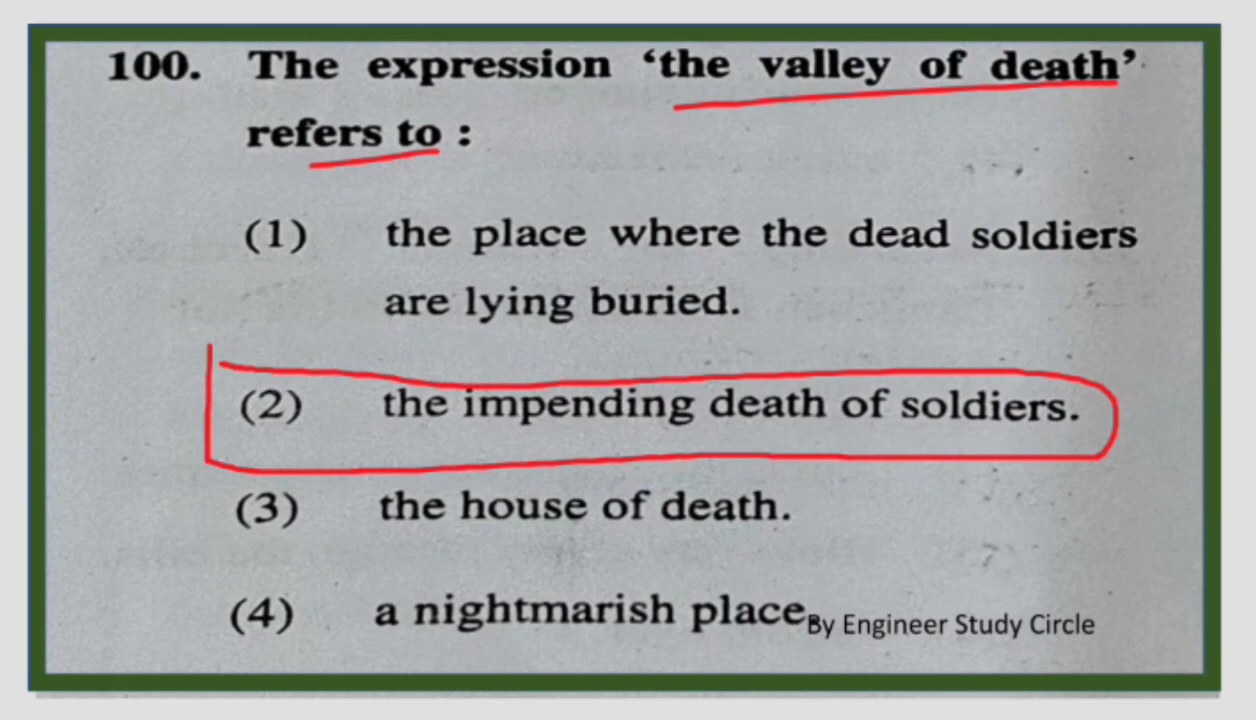 100. The expression ‘the valley of death’
refers to :
(1) the place where the dead soldiers
are lying buried.
(2) the impending death of soldiers.
(3) the house of death.
(4) a nightmarish place
By Engineer Study Circle